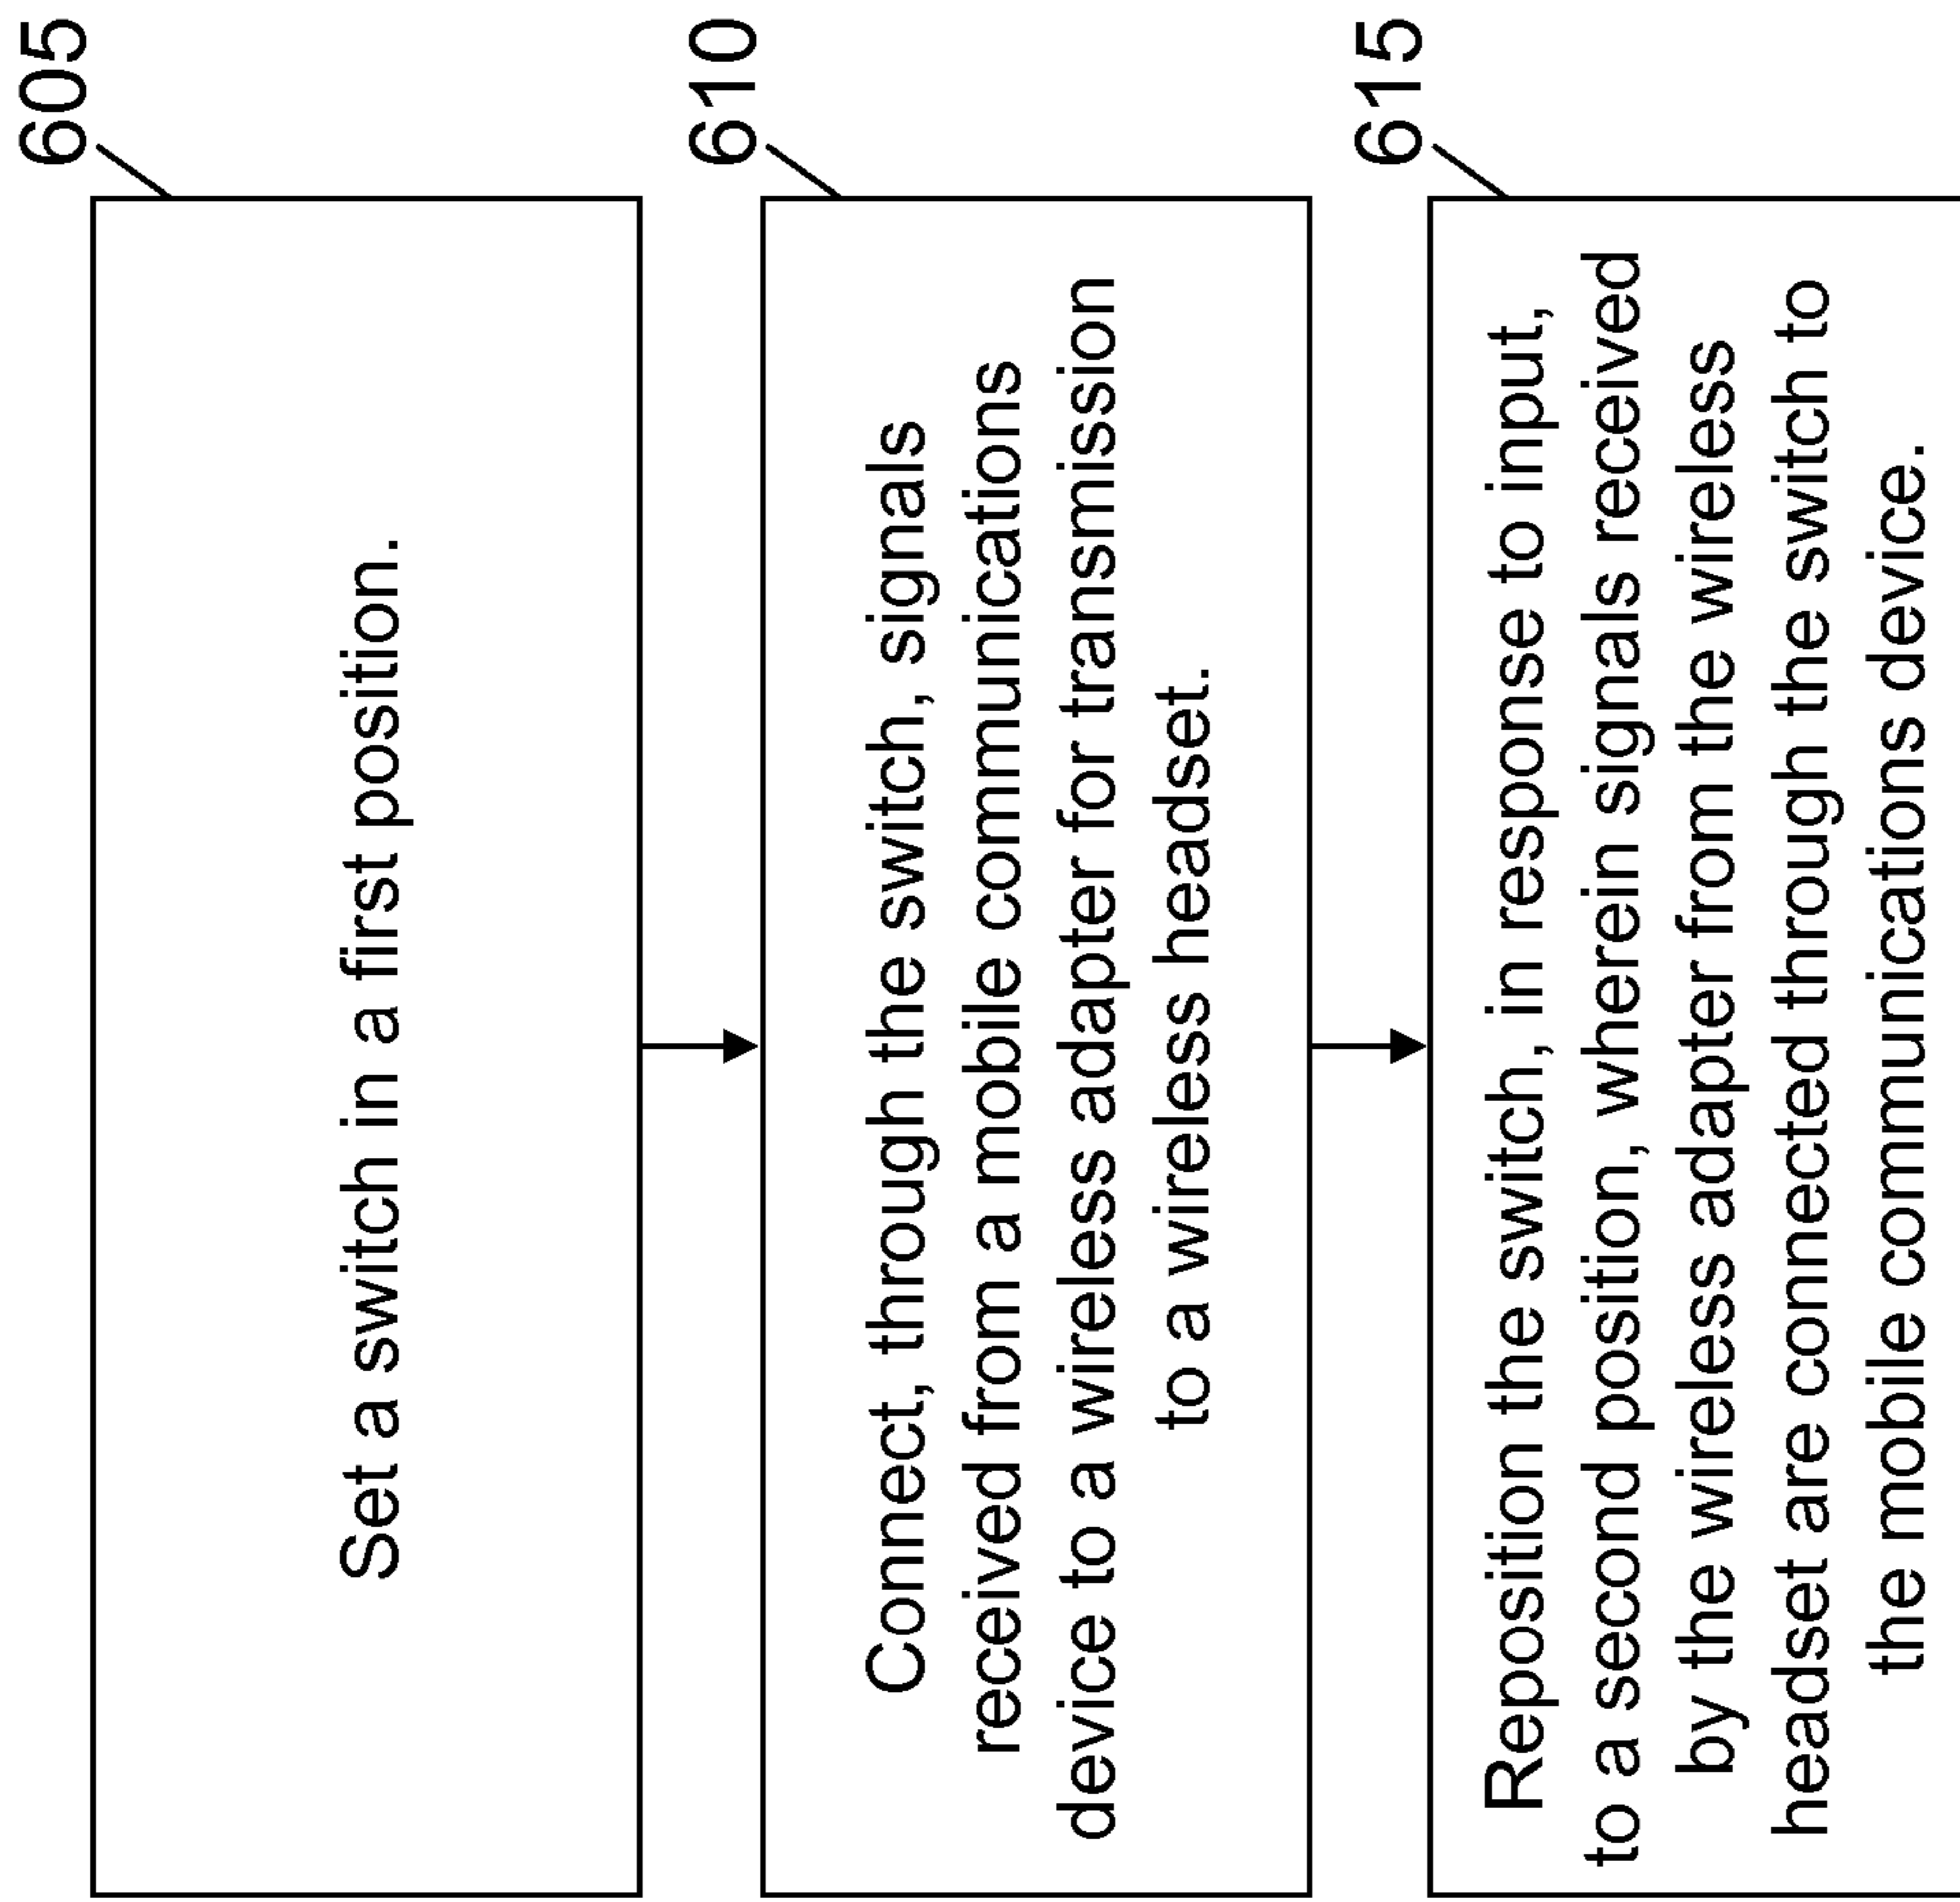 605
Set a switch in a first position.
610
Connect, through the switch, signals
received from a mobile communications
device to a wireless adapter for transmission
to a wireless headset.
615
Reposition the switch, in response to input,
to a second position, wherein signals received
by the wireless adapter from the wireless
headset are connected through the switch to
the mobile communications device.